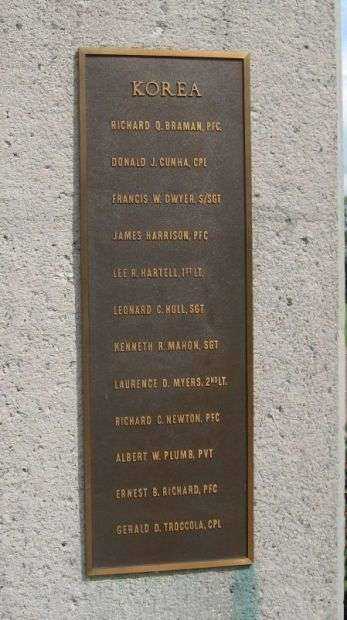 KOREA
RICHARD Q. BRAMAN, PFC.
DONALD J. CUNHA, CPL
FRANCIS W. DWYER, S/SGT
JAMES HARRISON, PFC
LEE R. HARTELL, 1ST LT.
LEONARD C. HULL, SGT
KENNETH R. MAHON, SGT
LAURENCE D. MYERS, 2ND LT.
RICHARD C. NEWTON, PFC
ALBERT W. PLUMB, PVT
ERNEST B. RICHARD, PFC
GERALD D. TROCCOLA, CPL